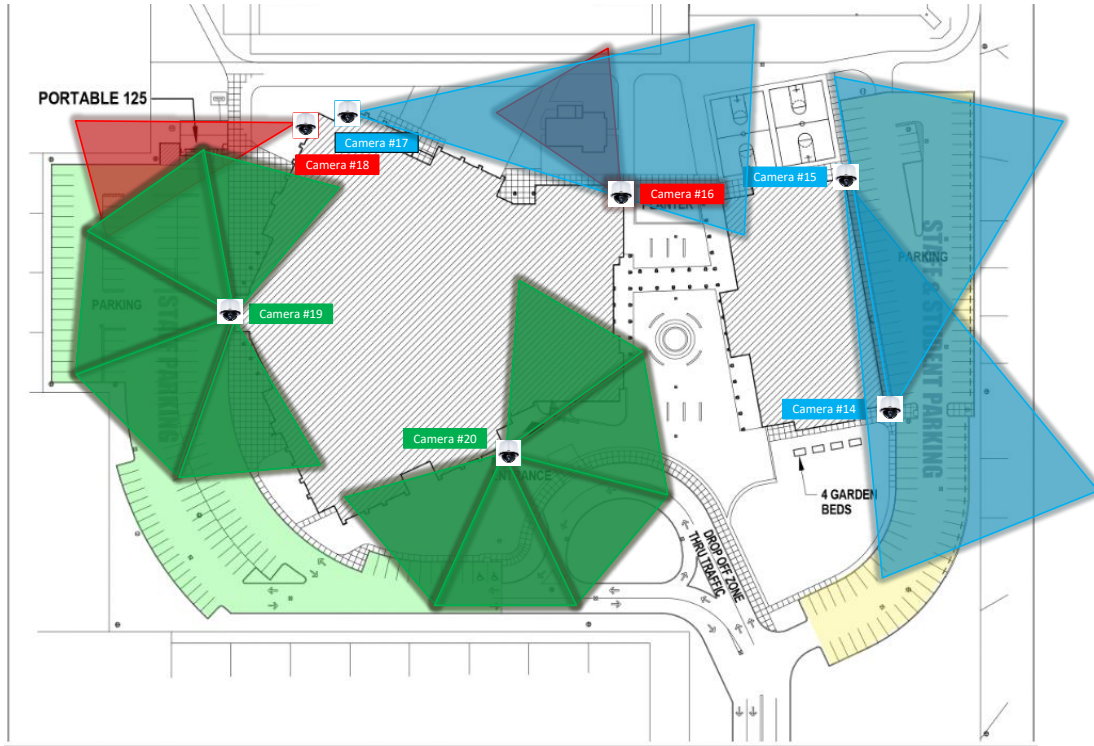 PORTABLE 125
Camera #17
Camera #18
Camera #16
Camera #15
PLANTER
PARKING
STAFF & STUDENT PARKING
PARKING
STAFF PARKING
Camera #19
Camera #14
Camera #20
ENTRANCE
4 GARDEN
BEDS
DROP OFF ZONE
THRU TRAFFIC